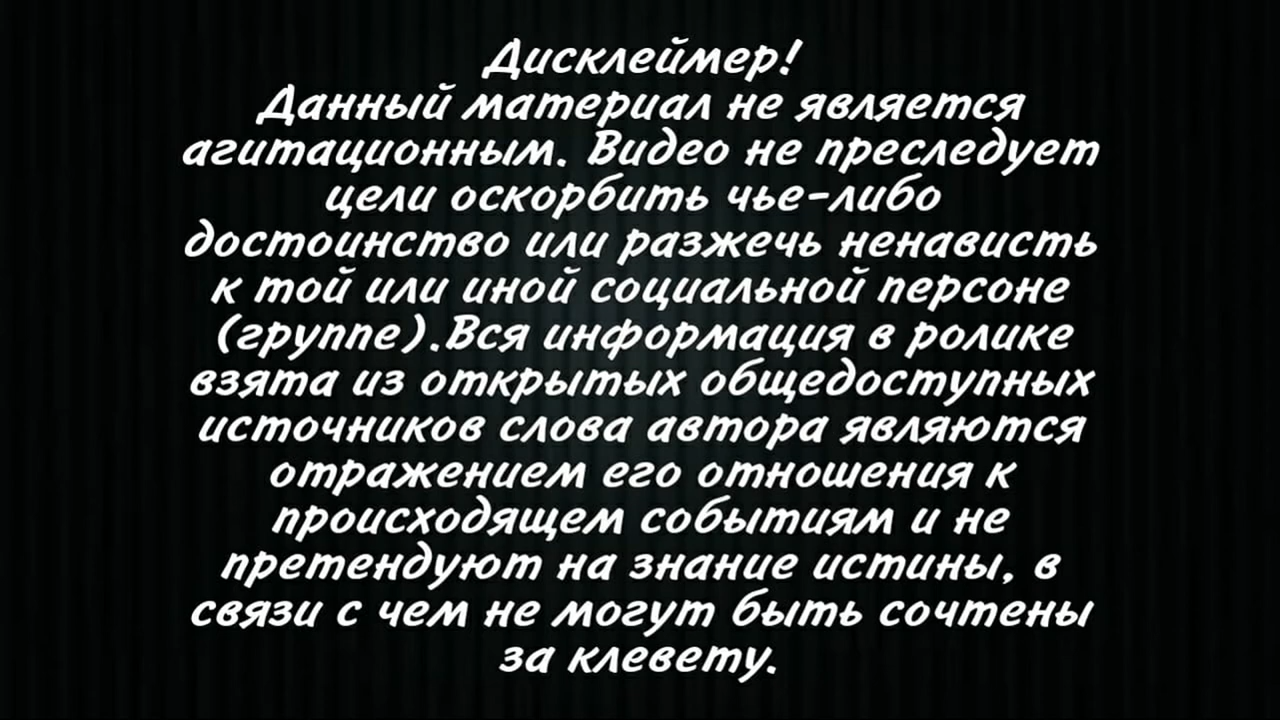 Дисклеймер!
Данный материал не является
агитационным. Видео не преследует
цели оскорбить чье-либо
достоинство или разжечь ненависть
к той или иной социальной персоне
(группе).Вся информация в ролике
взята из открытых общедоступных
источников слова автора являются
отражением его отношения к
происходящем событиям и не
претендуют на знание истины, в
связи с чем не могут быть сочтены
за клевету.